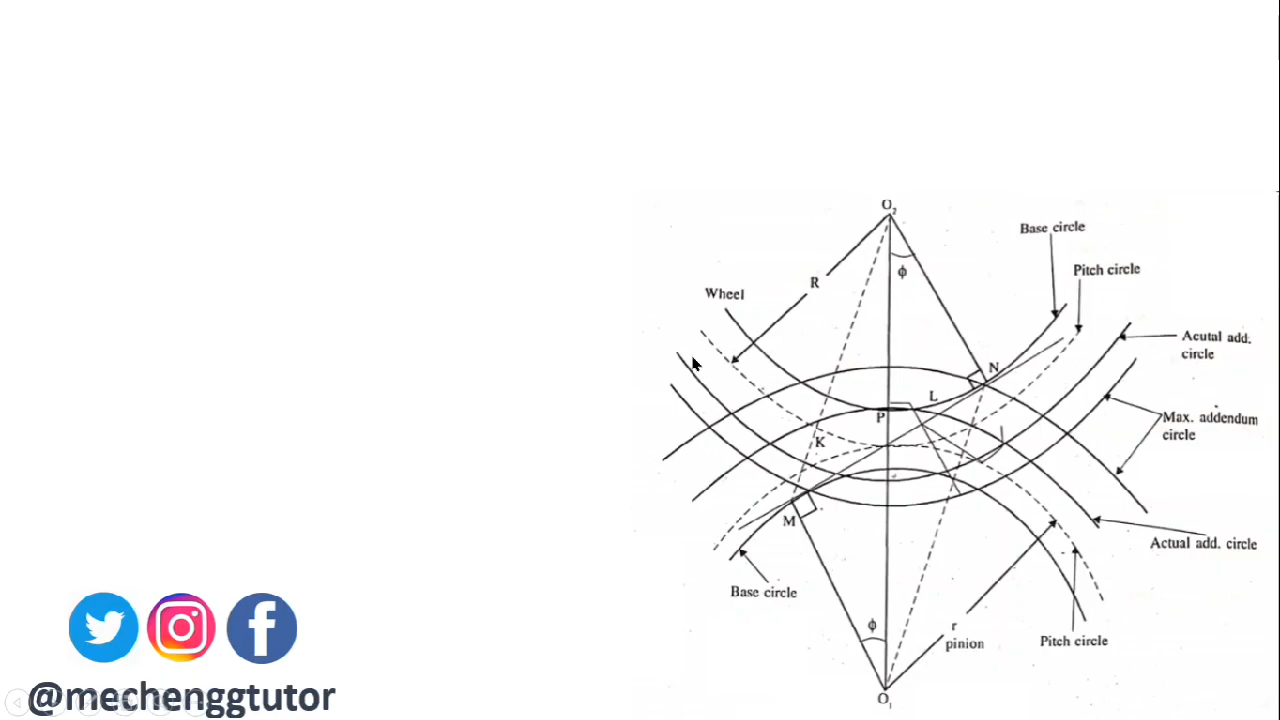 O₂
Base circle
ϕ
Pitch circle
R
Wheel
Acutal add.
circle
N
L
P
Max. addendum
circle
K
M
Actual add. circle
Base circle
ϕ
r
pinion
Pitch circle
O₁
@mechenggtutor